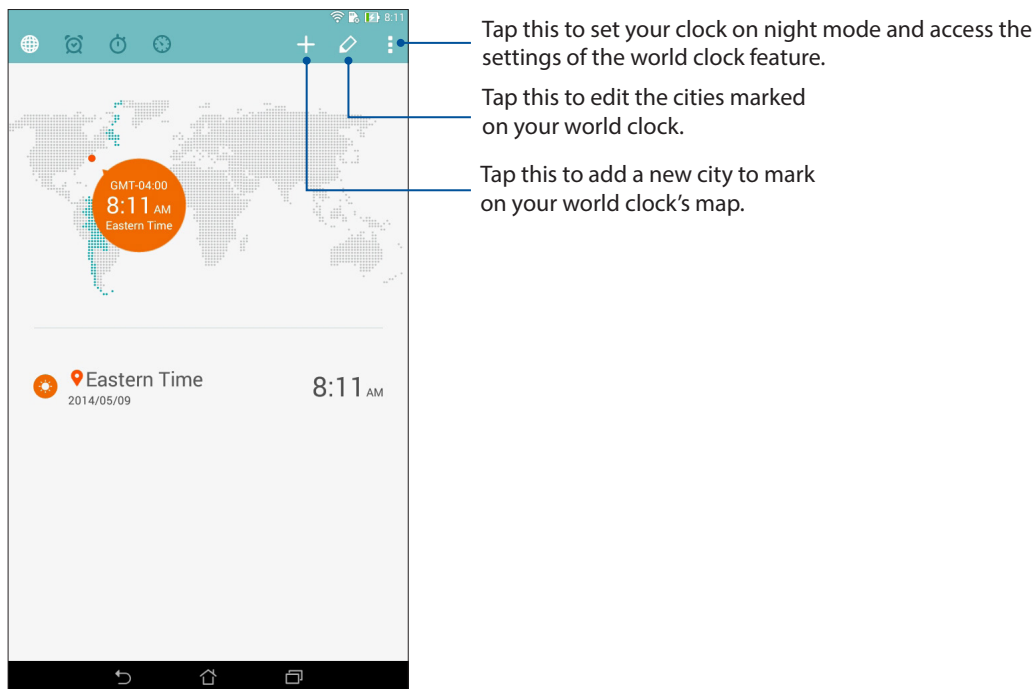 8:11
Tap this to set your clock on night mode and access the
settings of the world clock feature.
Tap this to edit the cities marked
on your world clock.
Tap this to add a new city to mark
on your world clock’s map.
GMT-04:00
8:11 AM
Eastern Time
Eastern Time
2014/05/09
8:11 AM